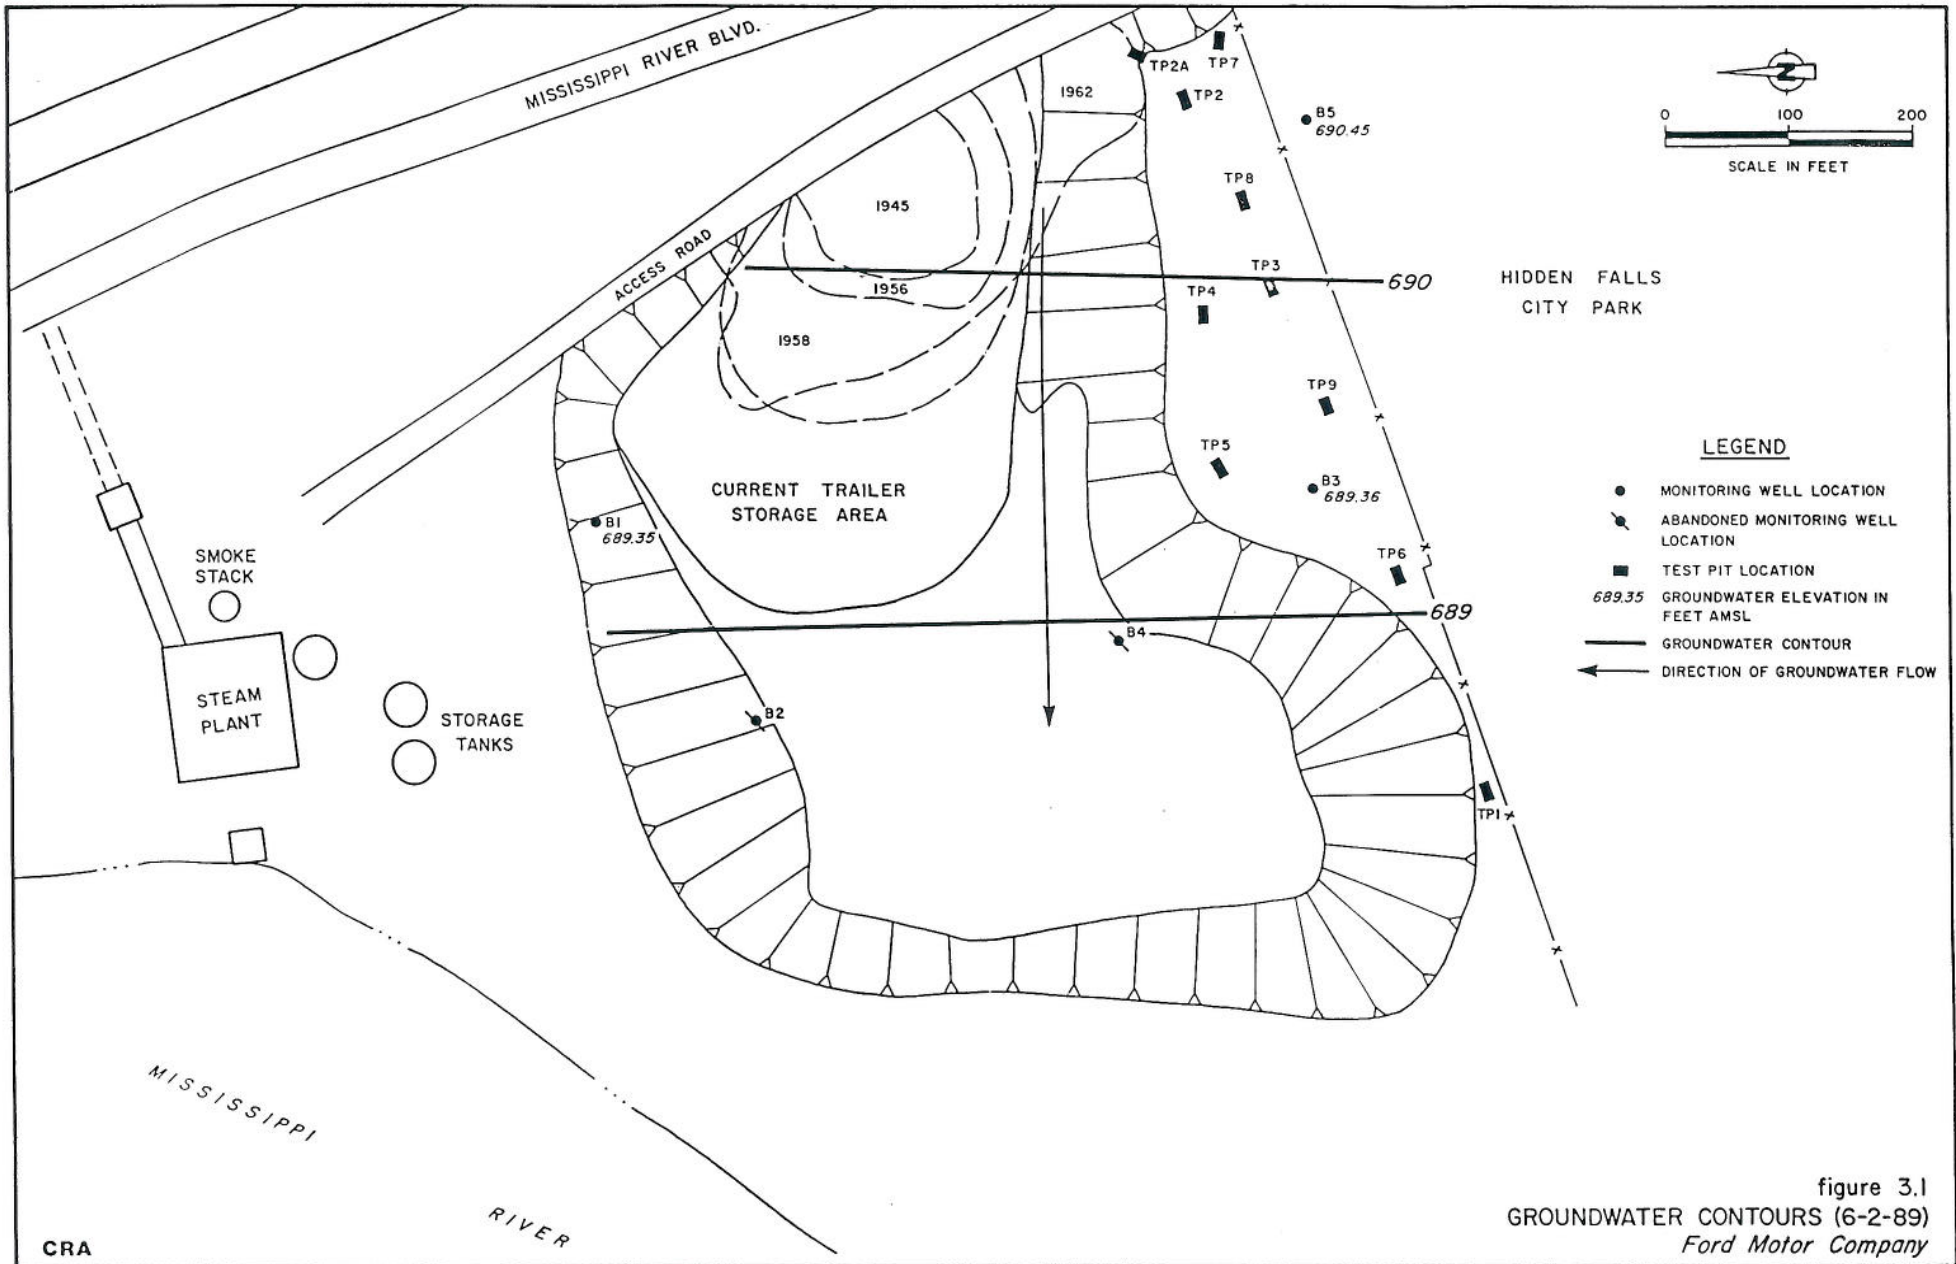 MISSISSIPPI RIVER BLVD.
ACCESS ROAD
1945
1956
1958
1962
TP2A
TP7
TP2
B5
690.45
TP8
TP3
TP4
690
TP9
TP5
B3
689.36
TP6
689
B4
TP1
CURRENT TRAILER
STORAGE AREA
B1
689.35
B2
SMOKE
STACK
STEAM
PLANT
STORAGE
TANKS
MISSISSIPPI
RIVER
CRA
N
0 100 200
SCALE IN FEET
HIDDEN FALLS
CITY PARK
LEGEND
MONITORING WELL LOCATION
ABANDONED MONITORING WELL
LOCATION
TEST PIT LOCATION
689.35 GROUNDWATER ELEVATION IN
FEET AMSL
GROUNDWATER CONTOUR
DIRECTION OF GROUNDWATER FLOW
figure 3.1
GROUNDWATER CONTOURS (6-2-89)
Ford Motor Company